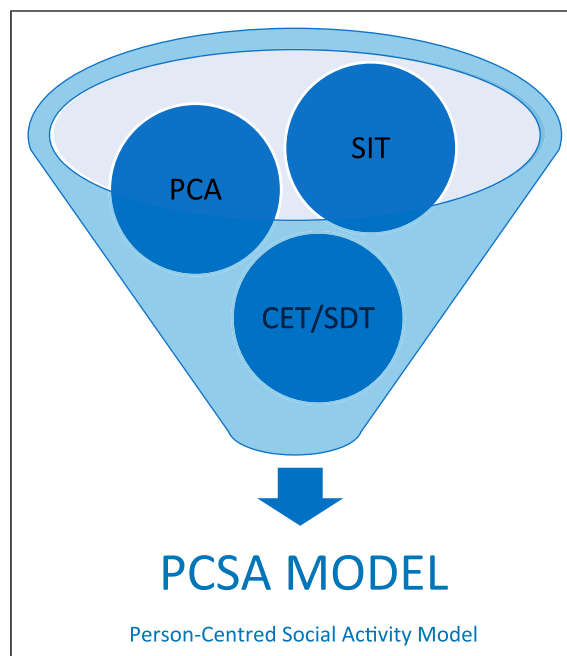 SIT
PCA
CET/SDT
PCSA MODEL
Person-Centred Social Activity Model